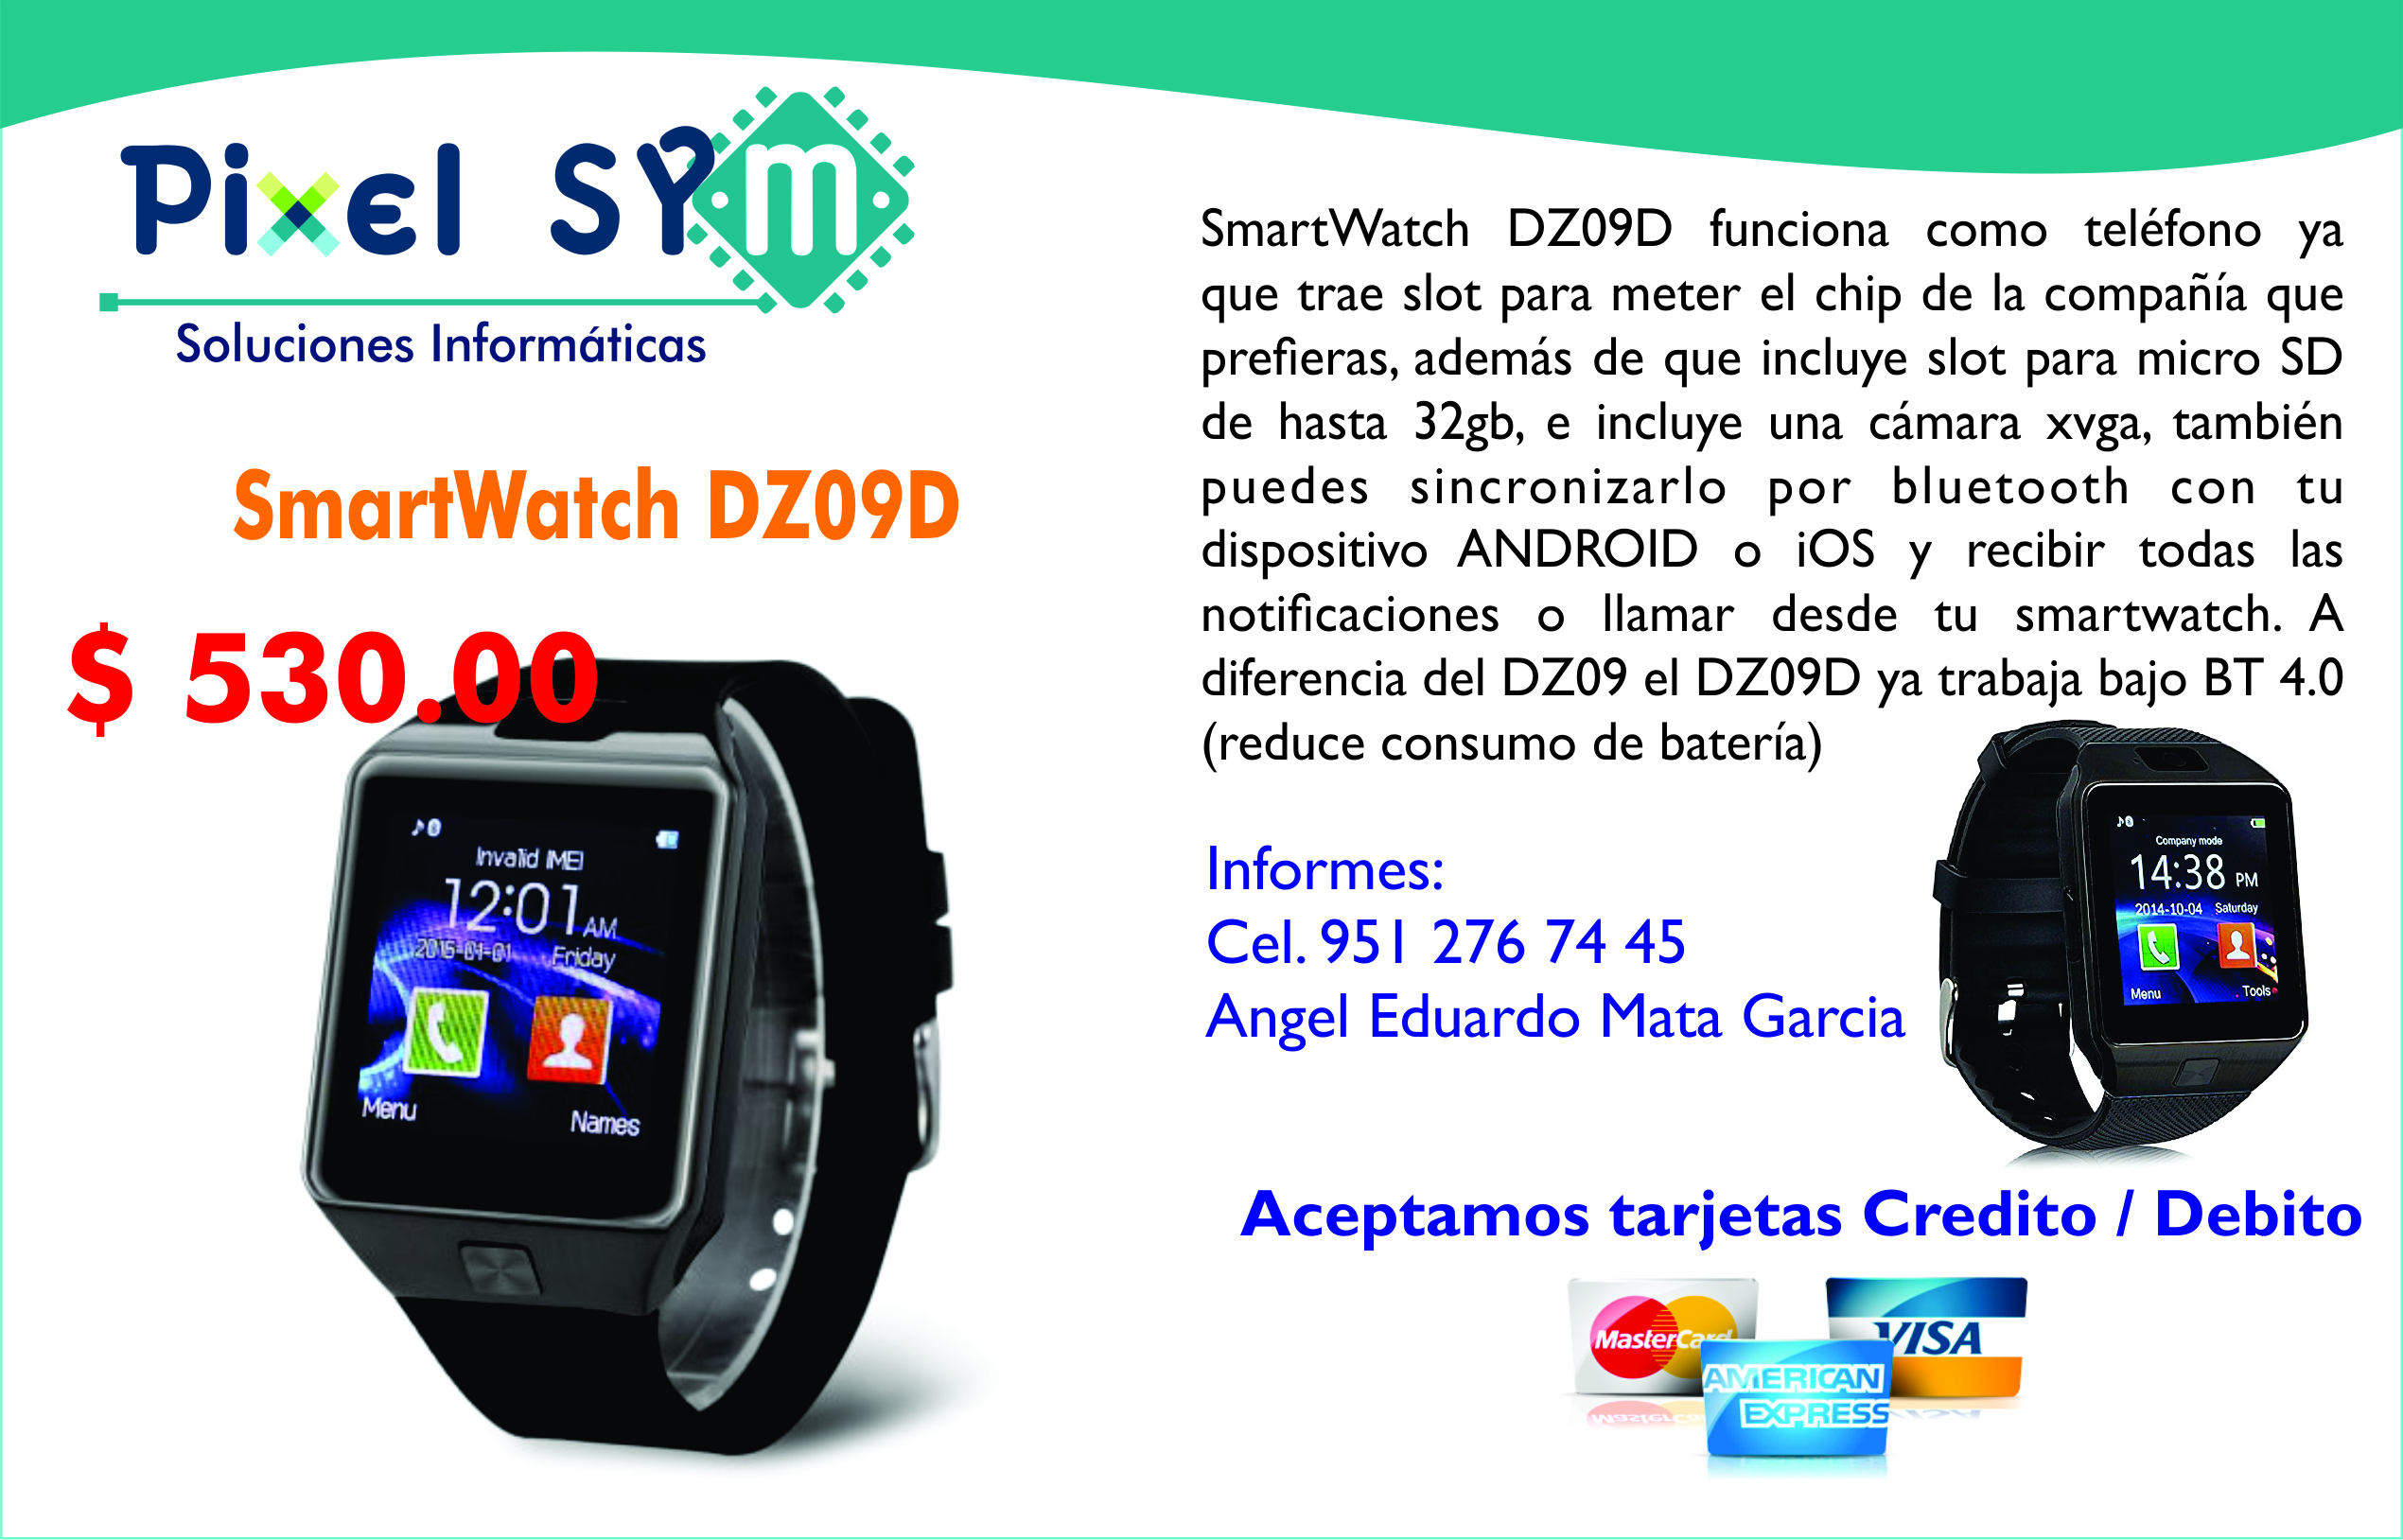 Pixel SYm
Soluciones Informáticas
SmartWatch DZ09D
$ 530.00
Invalid IMEI
12:01 AM
2015-01-01 Friday
Menu
Names
SmartWatch DZ09D funciona como teléfono ya
que trae slot para meter el chip de la compañía que
prefieras, además de que incluye slot para micro SD
de hasta 32gb, e incluye una cámara xvga, también
puedes sincronizarlo por bluetooth con tu
dispositivo ANDROID o iOS y recibir todas las
notificaciones o llamar desde tu smartwatch. A
diferencia del DZ09 el DZ09D ya trabaja bajo BT 4.0
(reduce consumo de batería)
Informes:
Cel. 951 276 74 45
Angel Eduardo Mata Garcia
Company mode
14:38 PM
2014-10-04 Saturday
Menu
Tools
Aceptamos tarjetas Credito / Debito
MasterCard
VISA
AMERICAN
EXPRESS